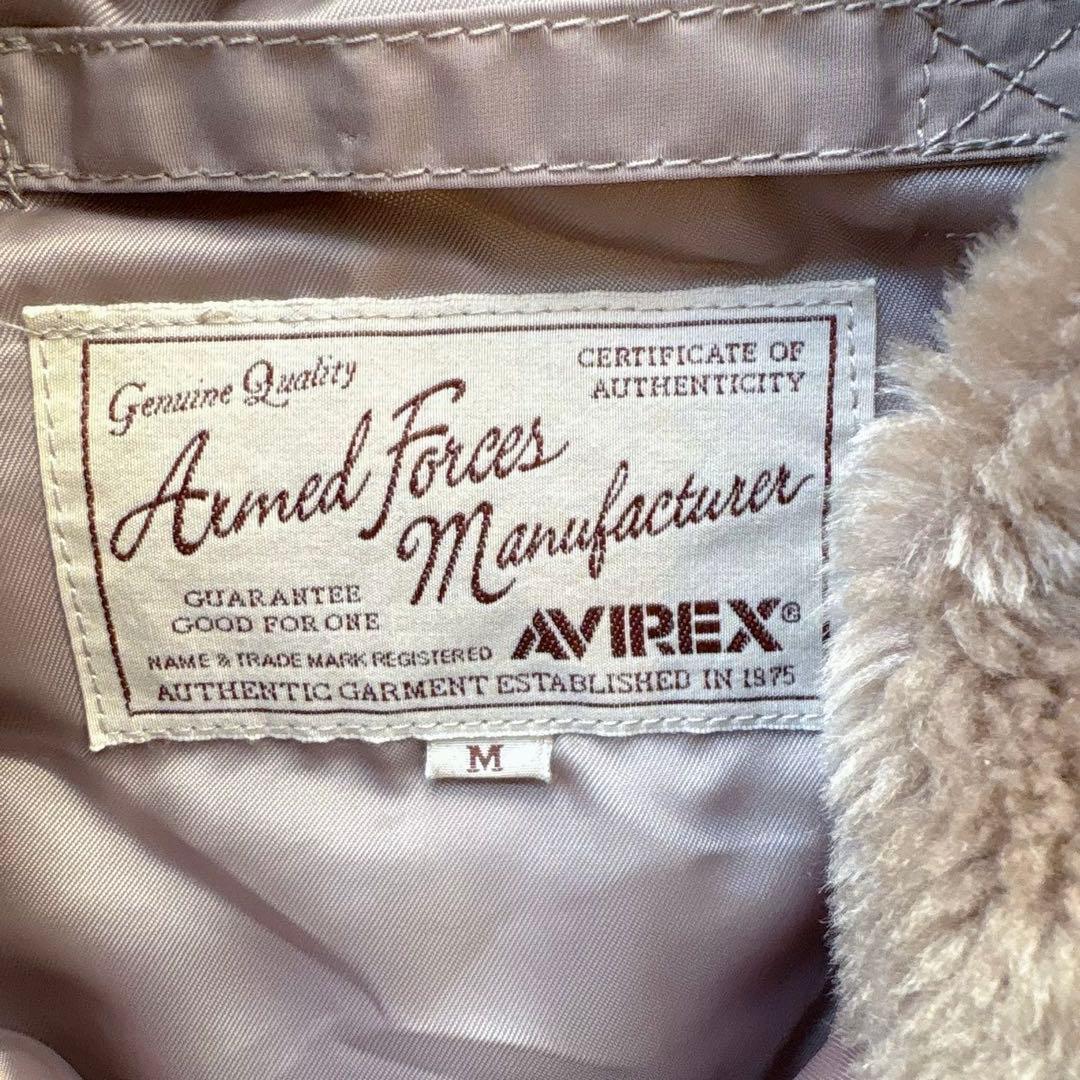 Genuine Quality
CERTIFICATE OF
AUTHENTICITY
Armed Forces
Manufacturer
GUARANTEE
GOOD FOR ONE
AVIREX®
NAME & TRADE MARK REGISTERED
AUTHENTIC GARMENT ESTABLISHED IN 1975
M